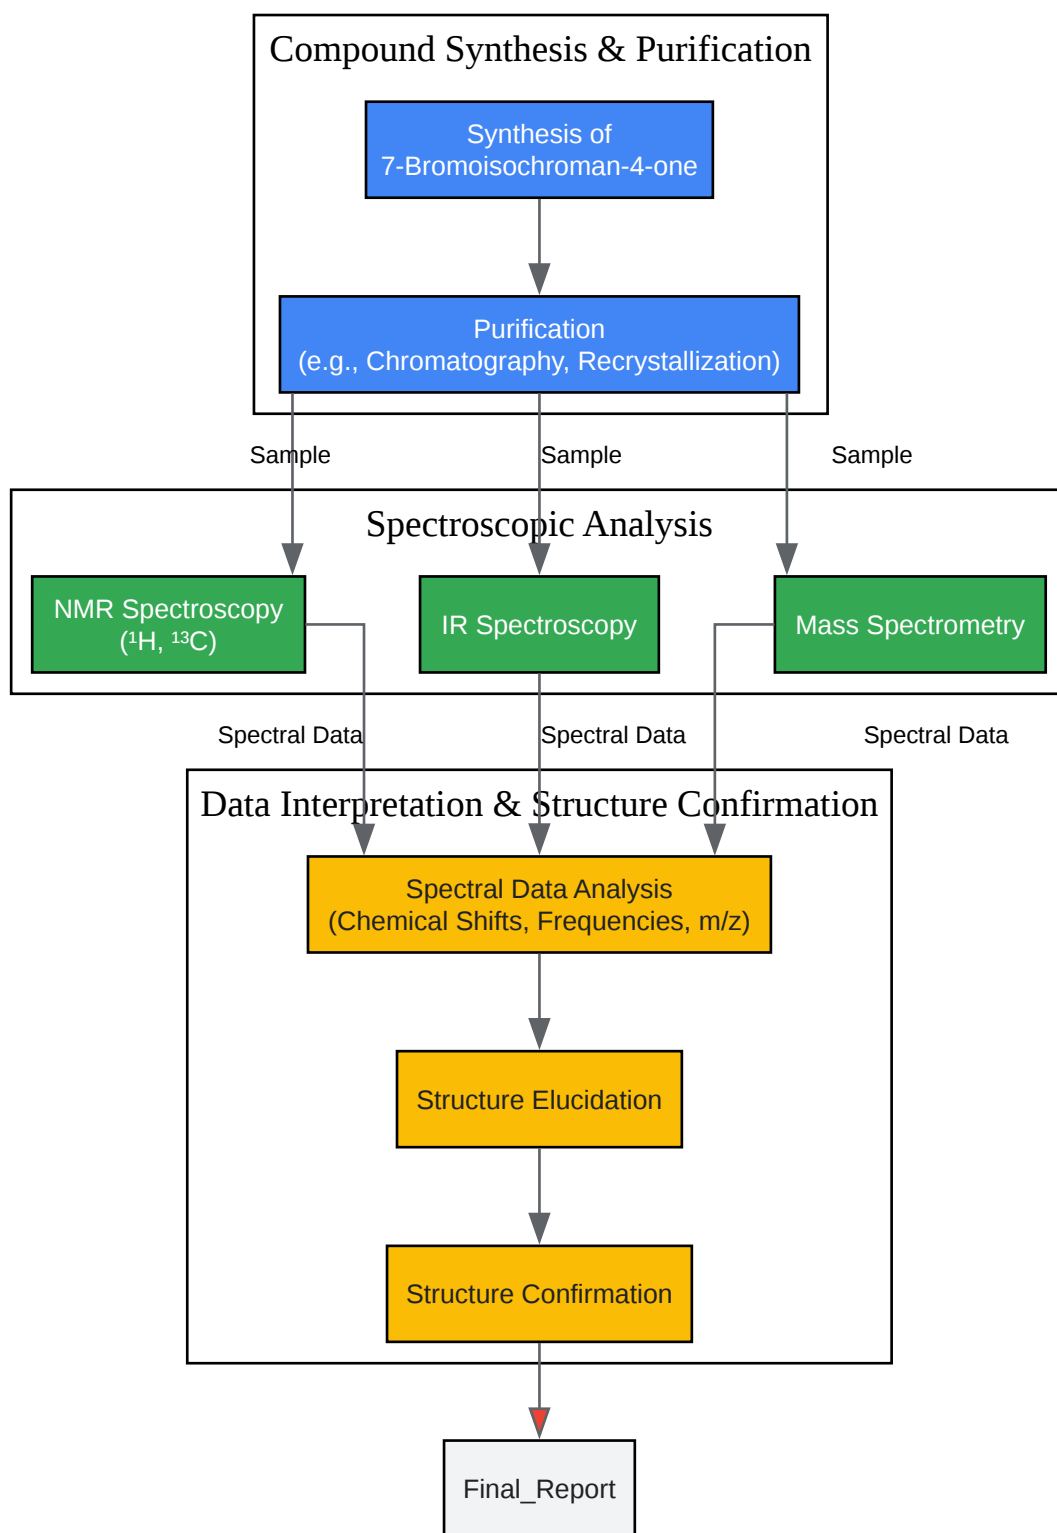 Compound Synthesis & Purification
Synthesis of
7-Bromoisochroman-4-one
Purification
(e.g., Chromatography, Recrystallization)
Sample
Sample
Sample
Spectroscopic Analysis
NMR Spectroscopy
(¹H, ¹³C)
IR Spectroscopy
Mass Spectrometry
Spectral Data
Spectral Data
Spectral Data
Data Interpretation & Structure Confirmation
Spectral Data Analysis
(Chemical Shifts, Frequencies, m/z)
Structure Elucidation
Structure Confirmation
Final_Report